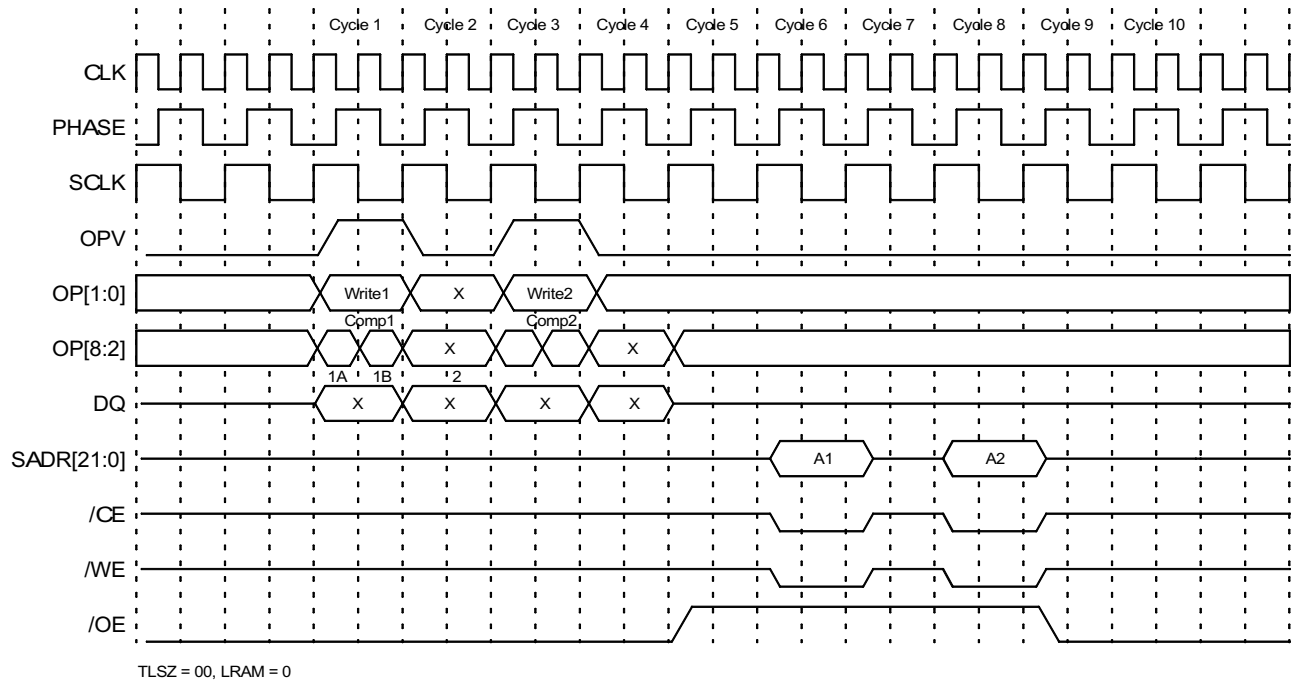 Cycle 1 Cycle 2 Cycle 3 Cycle 4 Cycle 5 Cycle 6 Cycle 7 Cycle 8 Cycle 9 Cycle 10
CLK
PHASE
SCLK
OPV
OP[1:0] Write1 X Write2
Comp1 Comp2
OP[8:2] X X
1A 1B 2
DQ X X X X
SADR[21:0] A1 A2
/CE
/WE
/OE
TLSZ = 00, LRAM = 0